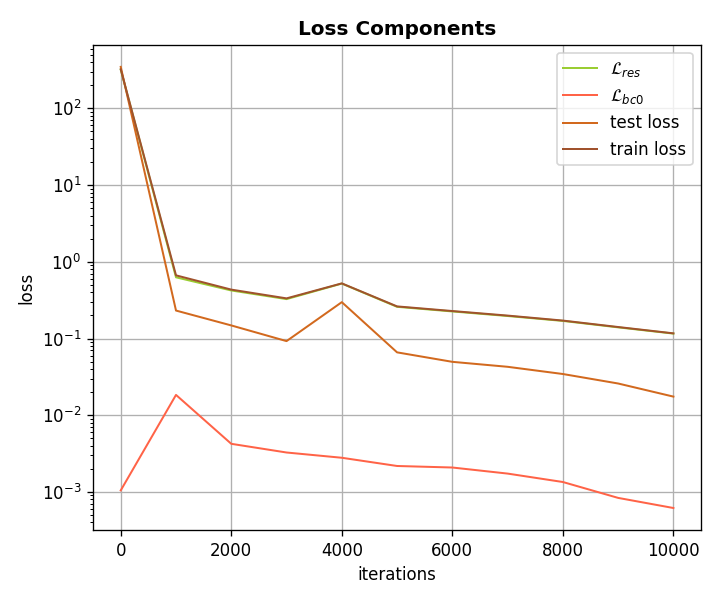 Loss Components
10²
10¹
10⁰
10⁻¹
10⁻²
10⁻³
loss
ℒ_res
ℒ_bc0
test loss
train loss
0 2000 4000 6000 8000 10000
iterations